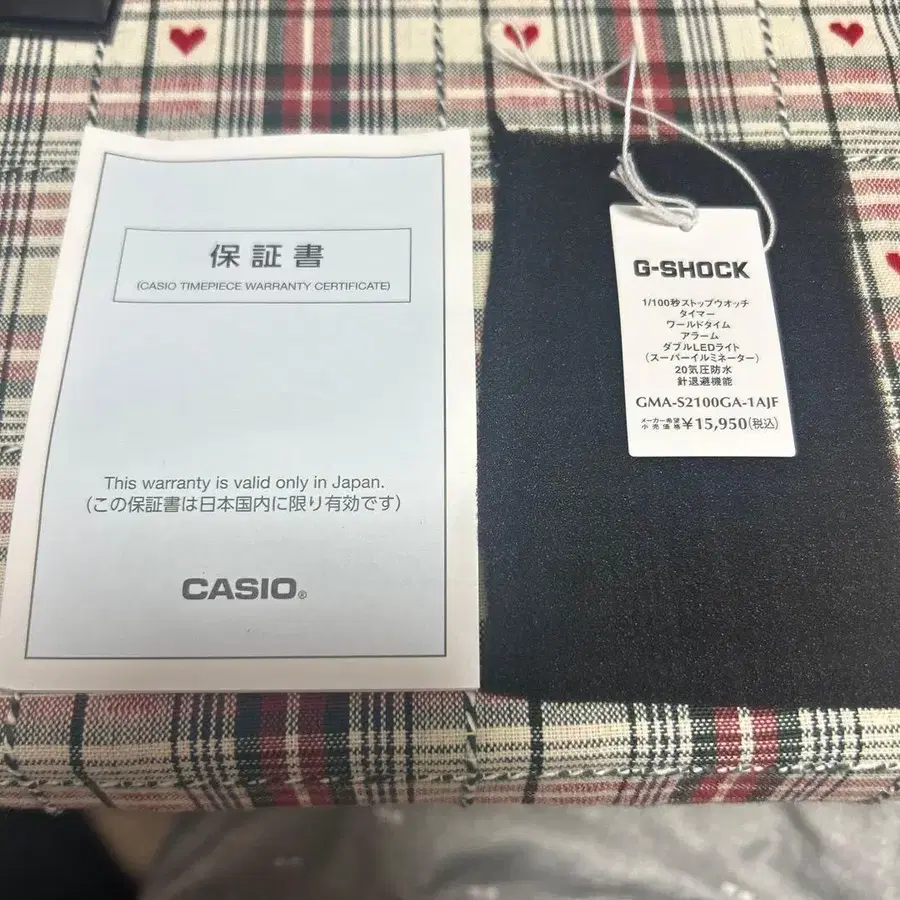 保証書
(CASIO TIMEPIECE WARRANTY CERTIFICATE)
This warranty is valid only in Japan.
(この保証書は日本国内に限り有効です)
CASIO®
G-SHOCK
1/100秒ストップウオッチ
タイマー
ワールドタイム
アラーム
ダブルLEDライト
(スーパーイルミネーター)
20気圧防水
針退避機能
GMA-S2100GA-1AJF
メーカー希望小売価格 ¥15,950(税込)